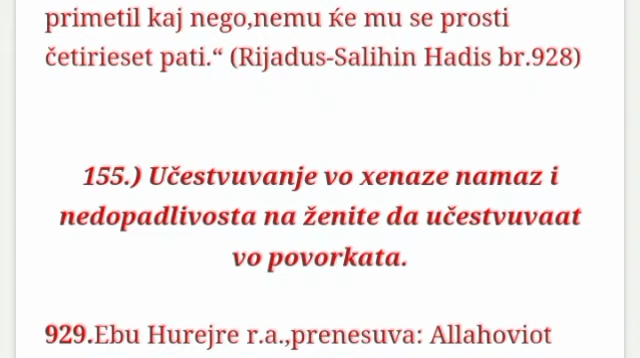 primetil kaj nego,nemu ḱe mu se prosti
četirieset pati.“ (Rijadus-Salihin Hadis br.928)
155.) Učestvuvanje vo xenaze namaz i
nedopadlivosta na ženite da učestvuvaat
vo povorkata.
929.Ebu Hurejre r.a.,prenesuva: Allahoviot